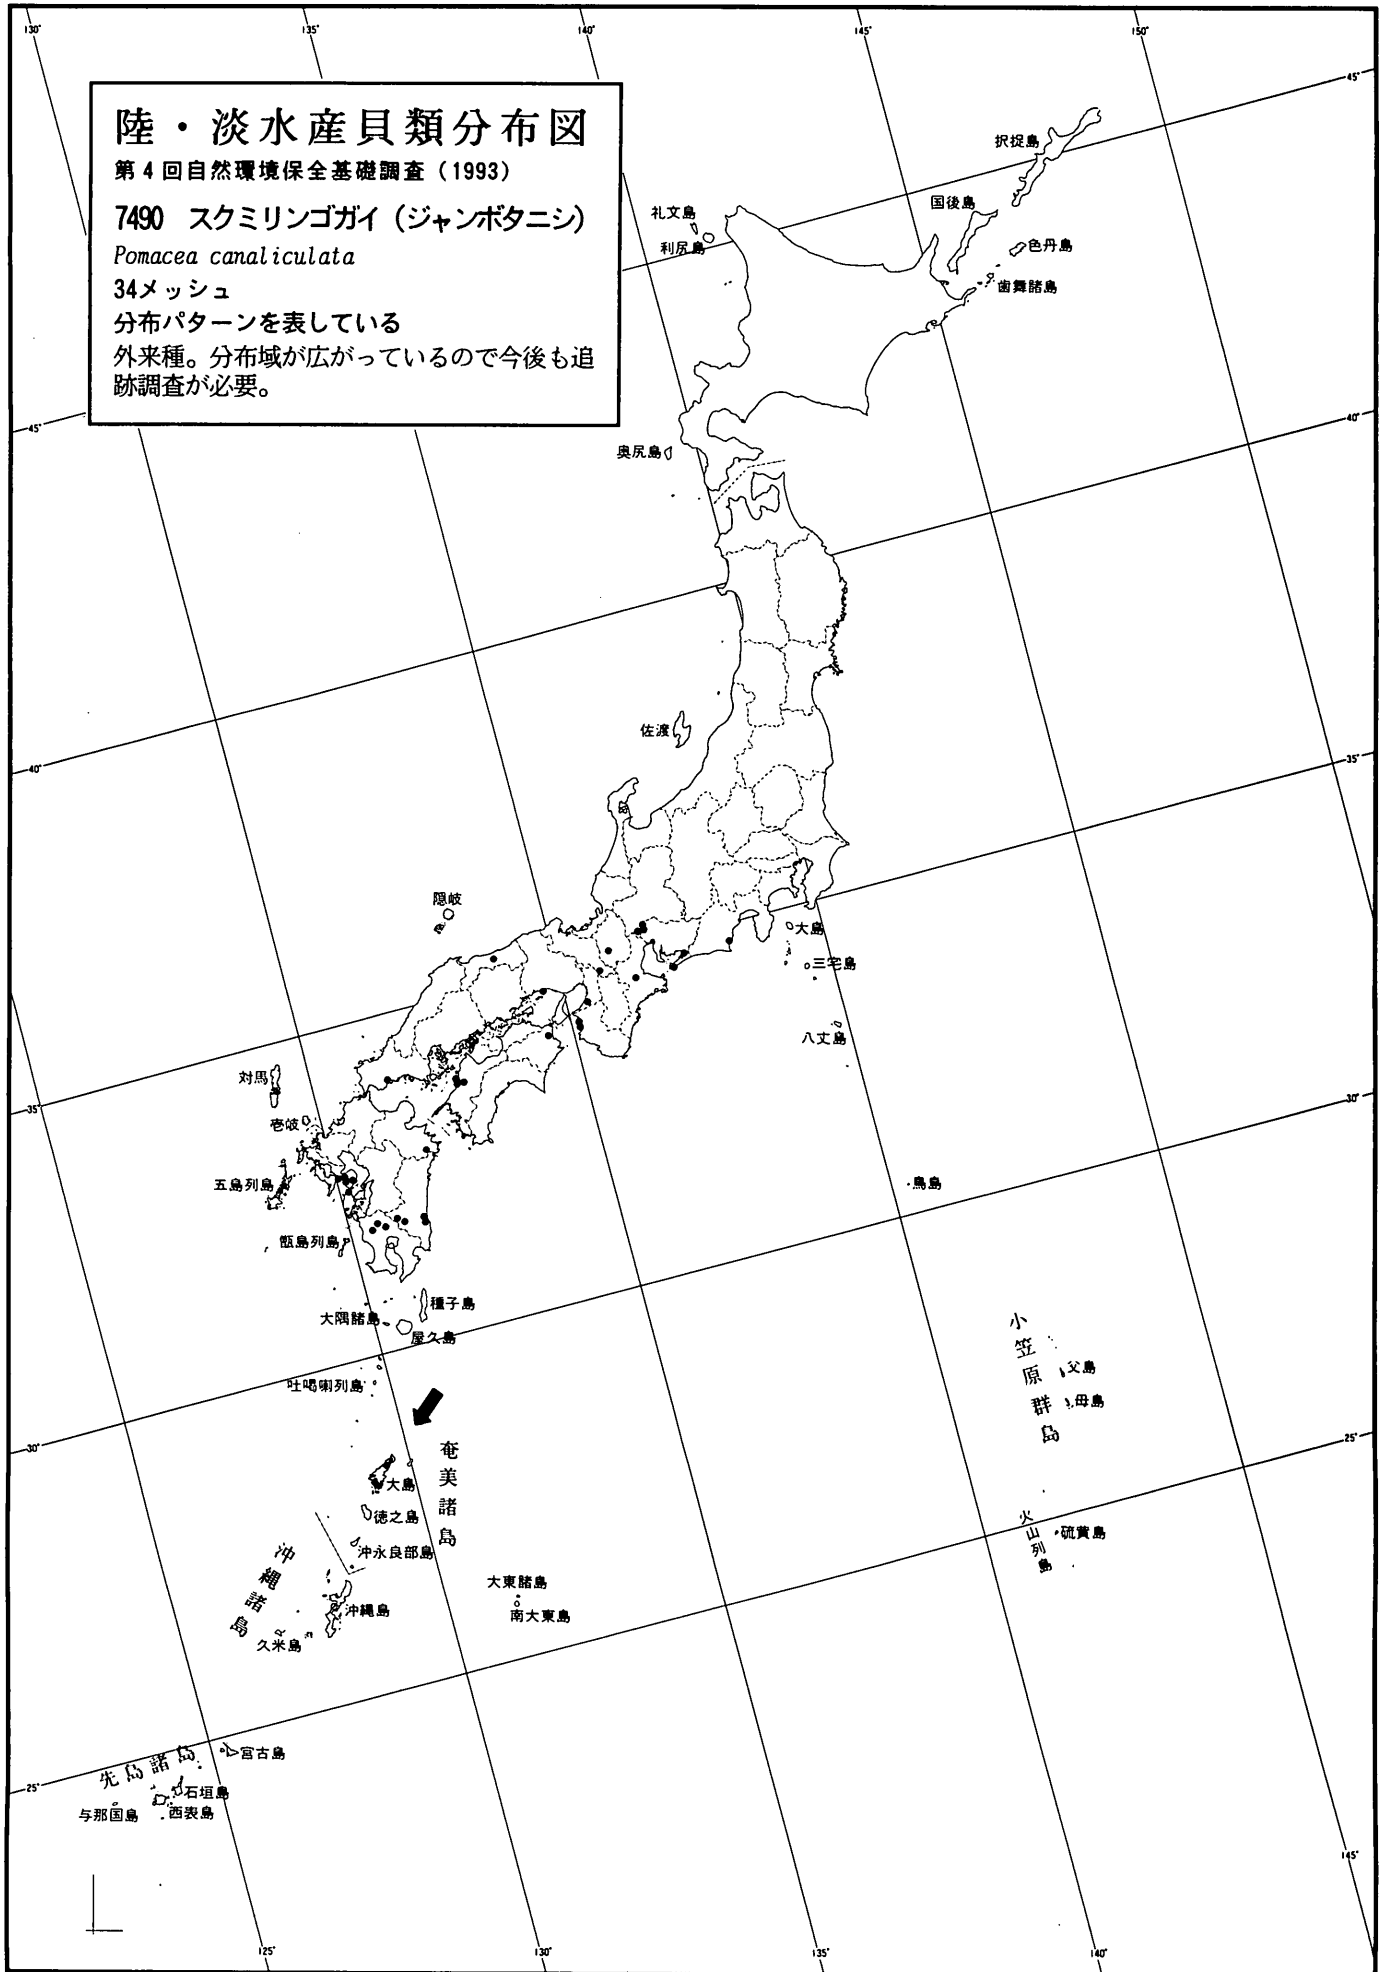 130°
135°
140°
145°
150°
陸・淡水産貝類分布図
第4回自然環境保全基礎調査（1993）
7490 スクミリンゴガイ（ジャンボタニシ）
Pomacea canaliculata
34メッシュ
分布パターンを表している
外来種。分布域が広がっているので今後も追
跡調査が必要。
45°
択捉島
国後島
礼文島
利尻島
色丹島
歯舞諸島
40°
45°
奥尻島
佐渡
40°
35°
隠岐
大島
三宅島
八丈島
対馬
35°
壱岐
30°
五島列島
鳥島
甑島列島
種子島
大隅諸島
屋久島
吐噶喇列島
小笠原群島
父島
母島
25°
30°
奄美諸島
大島
徳之島
沖永良部島
火山列島
硫黄島
沖縄諸島
大東諸島
沖縄島
南大東島
久米島
先島諸島
宮古島
25°
石垣島
与那国島
西表島
145°
125°
130°
135°
140°